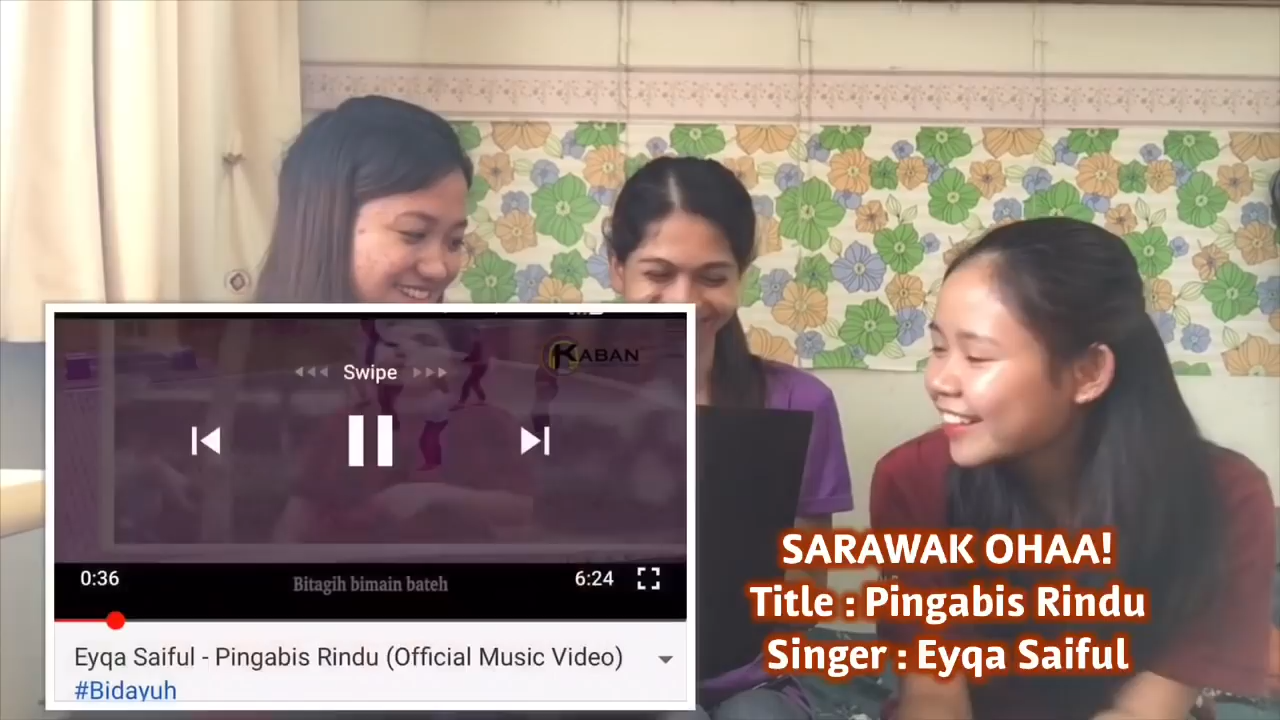 KABAN
Swipe
0:36
Bitagih bimain bateh
6:24
Eyqa Saiful - Pingabis Rindu (Official Music Video)
#Bidayuh
SARAWAK OHAA!
Title : Pingabis Rindu
Singer : Eyqa Saiful